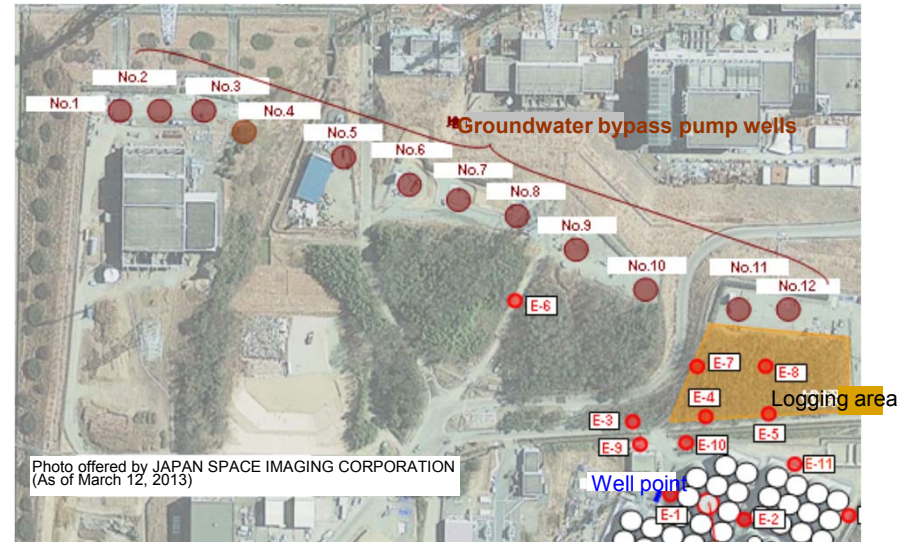 No.1
No.2
No.3
No.4
No.5
No.6
No.7
No.8
No.9
No.10
No.11
No.12
Groundwater bypass pump wells
E-6
E-7
E-8
E-4
Logging area
E-3
E-5
E-9
E-10
E-11
Photo offered by JAPAN SPACE IMAGING CORPORATION
(As of March 12, 2013)
Well point
E-1
E-2